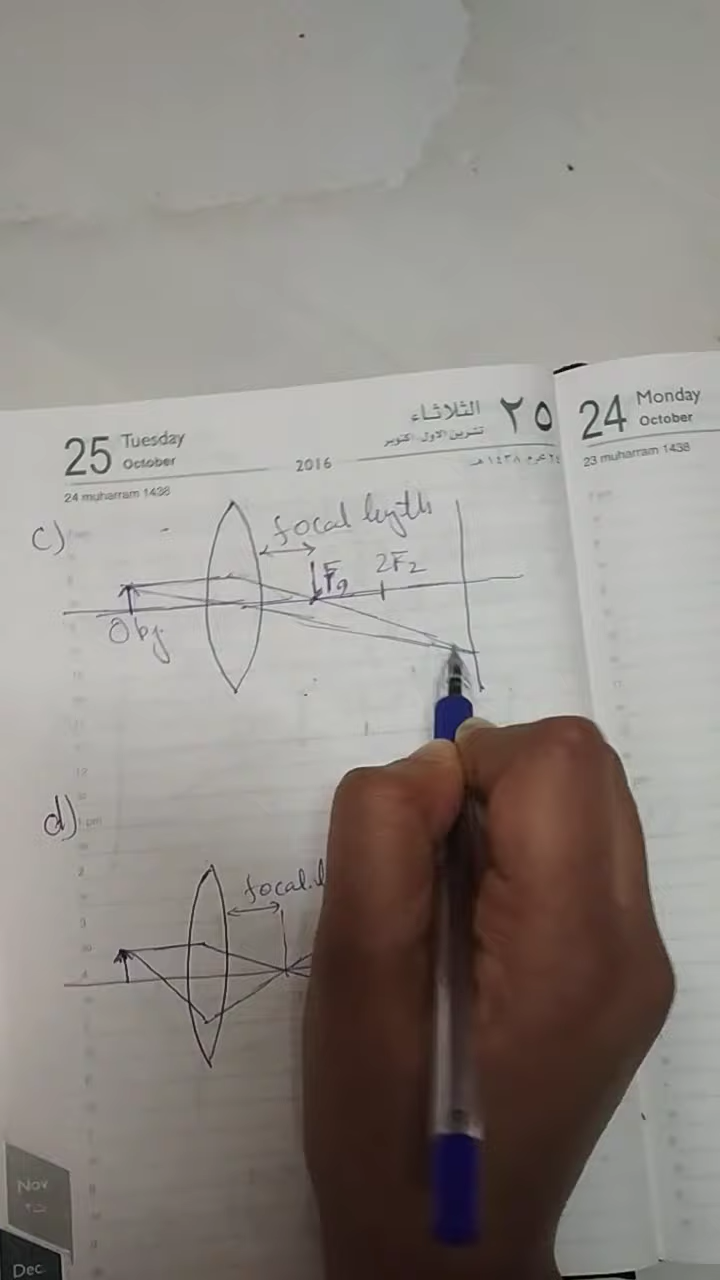 25 Tuesday
October
24 muharram 1438
2016
الثلاثاء ٢٥
تشرين الاول-اكتوبر
24 Monday
October
23 muharram 1438
c)
focal length
F2 2F2
Obj
d)
focal.l
Nov
Dec